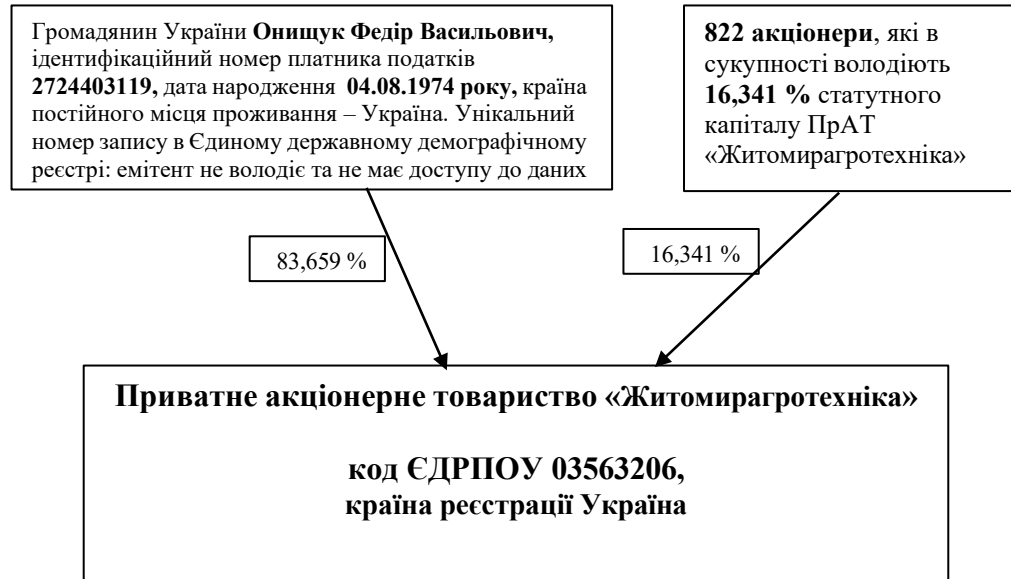 Громадянин України Онищук Федір Васильович,
ідентифікаційний номер платника податків
2724403119, дата народження 04.08.1974 року, країна
постійного місця проживання – Україна. Унікальний
номер запису в Єдиному державному демографічному
реєстрі: емітент не володіє та не має доступу до даних
822 акціонери, які в
сукупності володіють
16,341 % статутного
капіталу ПрАТ
«Житомирагротехніка»
83,659 %
16,341 %
Приватне акціонерне товариство «Житомирагротехніка»
код ЄДРПОУ 03563206,
країна реєстрації Україна